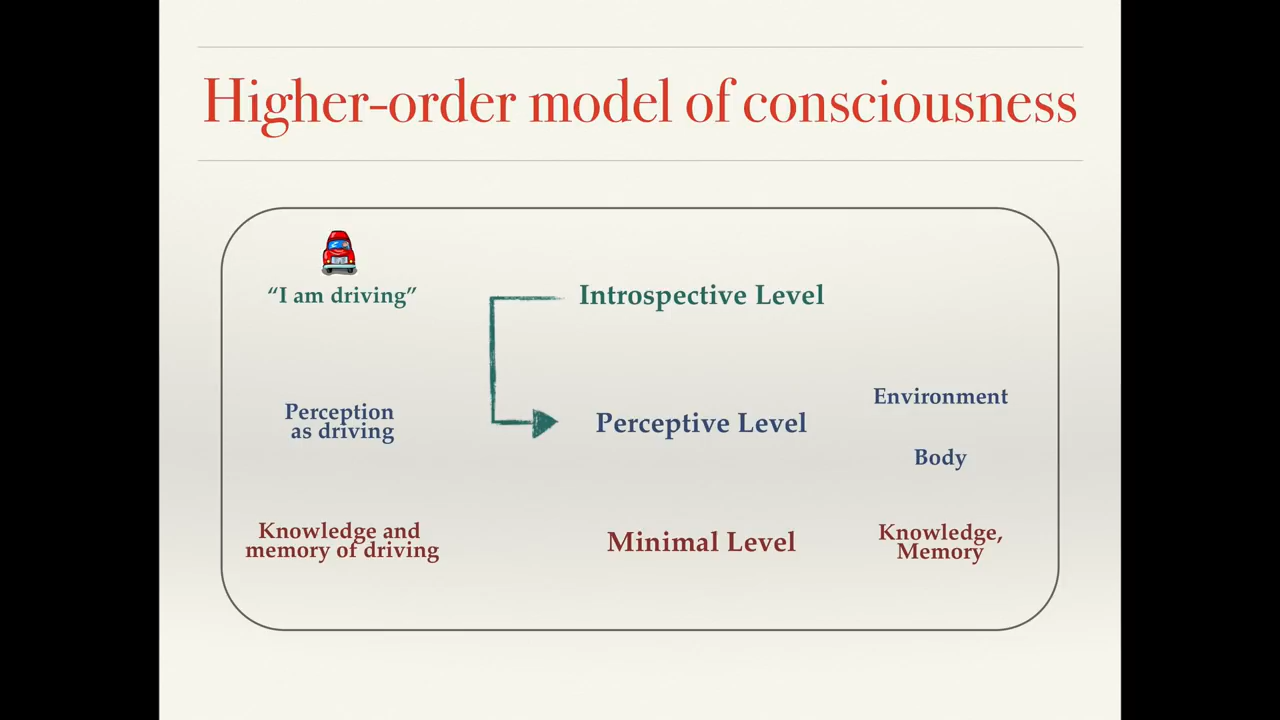 Higher-order model of consciousness
“I am driving”
Introspective Level
Perception
as driving
Perceptive Level
Environment
Body
Knowledge and
memory of driving
Minimal Level
Knowledge,
Memory